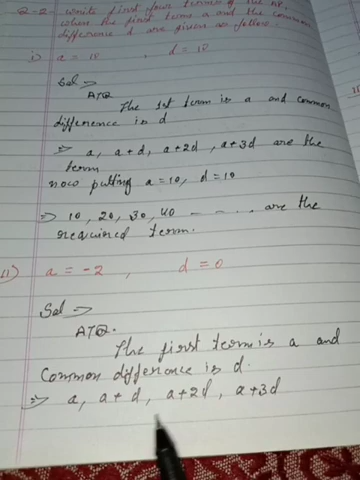 Q-2- write first four terms of the AP,
when the first terms a and the common
difference d are given as follow.
i) a = 10 , d = 10
Sol ⇒
ATQ
The 1st term is a and common
difference is d
⇒ a, a+d, a+2d, a+3d are the
term
now putting a=10, d=10
⇒ 10, 20, 30, 40 - - - . are the
required term.
ii) a = -2 , d = 0
Sol ⇒
ATQ.
The first term is a and
Common difference is d.
⇒ a, a+d, a+2d, a+3d